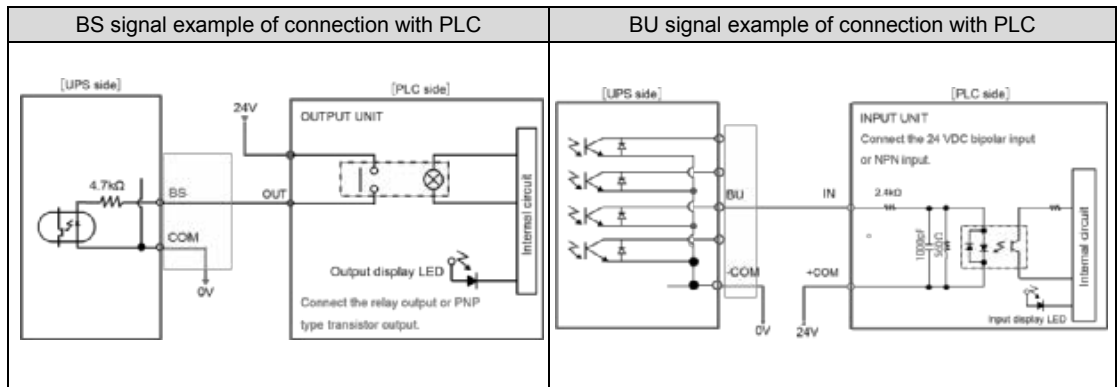 BS signal example of connection with PLC
[UPS side]
[PLC side]
24V
OUTPUT UNIT
4.7kΩ
BS
OUT
COM
0V
Internal circuit
Output display LED
Connect the relay output or PNP
type transistor output.
BU signal example of connection with PLC
[UPS side]
[PLC side]
INPUT UNIT
Connect the 24 VDC bipolar input
or NPN input.
BU
IN
2.4kΩ
1000pF
-COM
+COM
0V
24V
Internal circuit
Input display LED